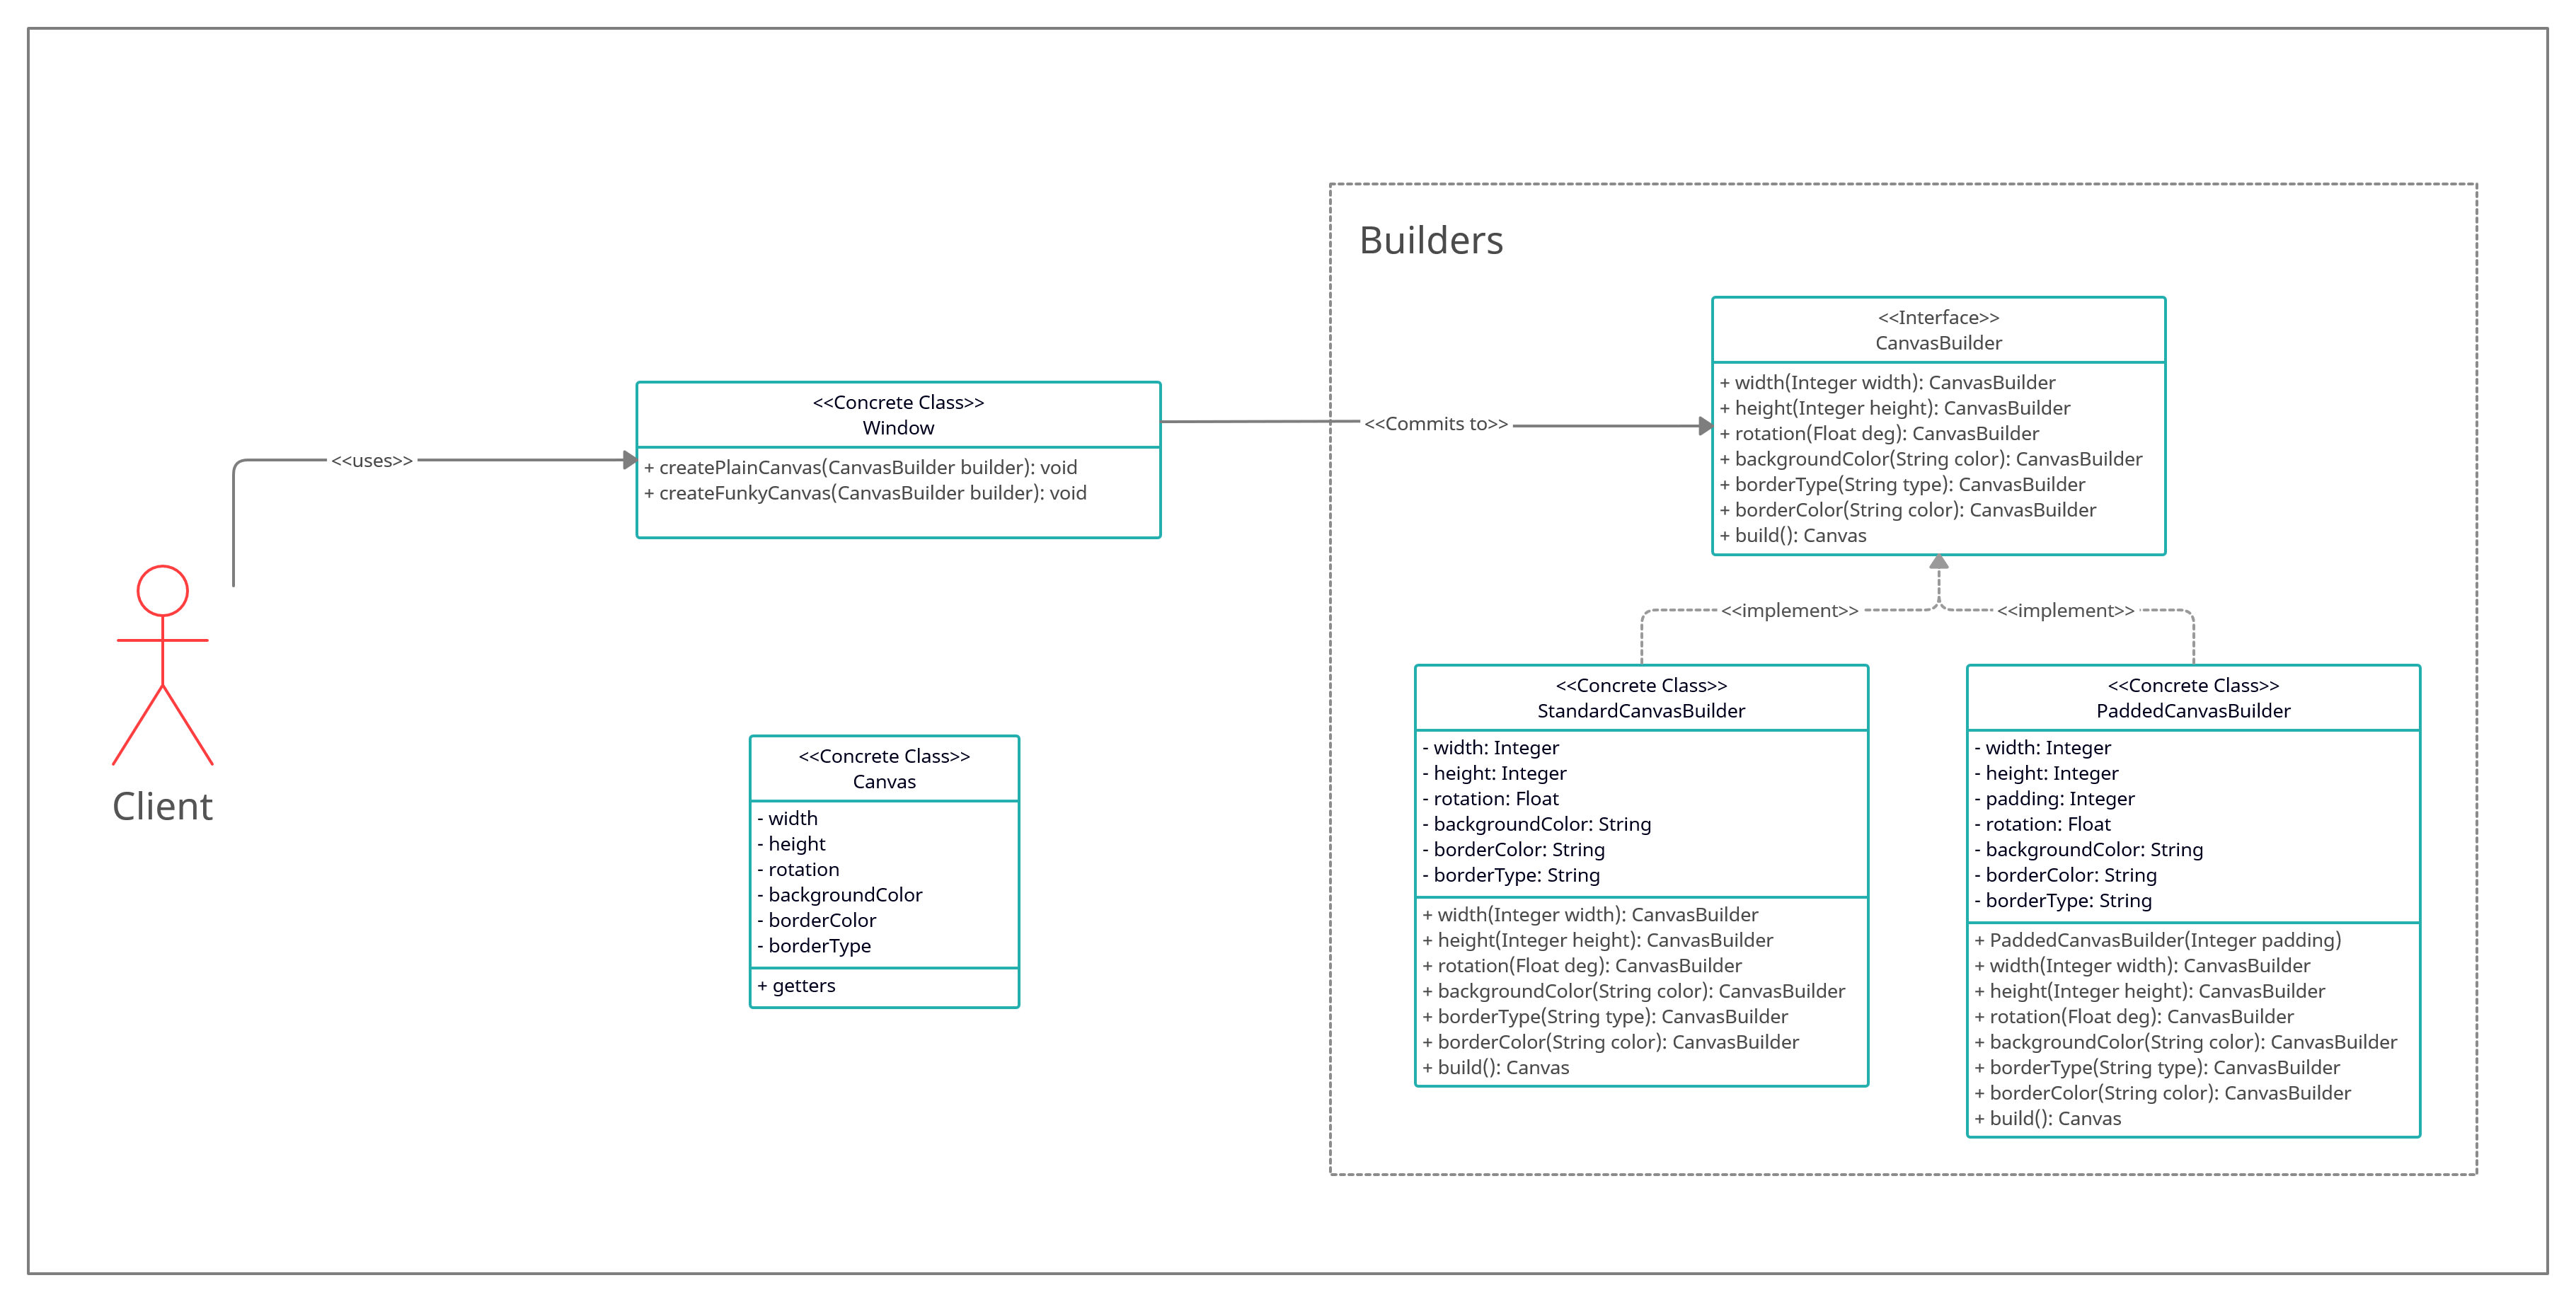 Builders
<<Interface>>
CanvasBuilder
+ width(Integer width): CanvasBuilder
+ height(Integer height): CanvasBuilder
+ rotation(Float deg): CanvasBuilder
+ backgroundColor(String color): CanvasBuilder
+ borderType(String type): CanvasBuilder
+ borderColor(String color): CanvasBuilder
+ build(): Canvas
<<Concrete Class>>
Window
+ createPlainCanvas(CanvasBuilder builder): void
+ createFunkyCanvas(CanvasBuilder builder): void
<<Commits to>>
<<uses>>
<<implement>>
<<implement>>
Client
<<Concrete Class>>
Canvas
- width
- height
- rotation
- backgroundColor
- borderColor
- borderType
+ getters
<<Concrete Class>>
StandardCanvasBuilder
- width: Integer
- height: Integer
- rotation: Float
- backgroundColor: String
- borderColor: String
- borderType: String
+ width(Integer width): CanvasBuilder
+ height(Integer height): CanvasBuilder
+ rotation(Float deg): CanvasBuilder
+ backgroundColor(String color): CanvasBuilder
+ borderType(String type): CanvasBuilder
+ borderColor(String color): CanvasBuilder
+ build(): Canvas
<<Concrete Class>>
PaddedCanvasBuilder
- width: Integer
- height: Integer
- padding: Integer
- rotation: Float
- backgroundColor: String
- borderColor: String
- borderType: String
+ PaddedCanvasBuilder(Integer padding)
+ width(Integer width): CanvasBuilder
+ height(Integer height): CanvasBuilder
+ rotation(Float deg): CanvasBuilder
+ backgroundColor(String color): CanvasBuilder
+ borderType(String type): CanvasBuilder
+ borderColor(String color): CanvasBuilder
+ build(): Canvas